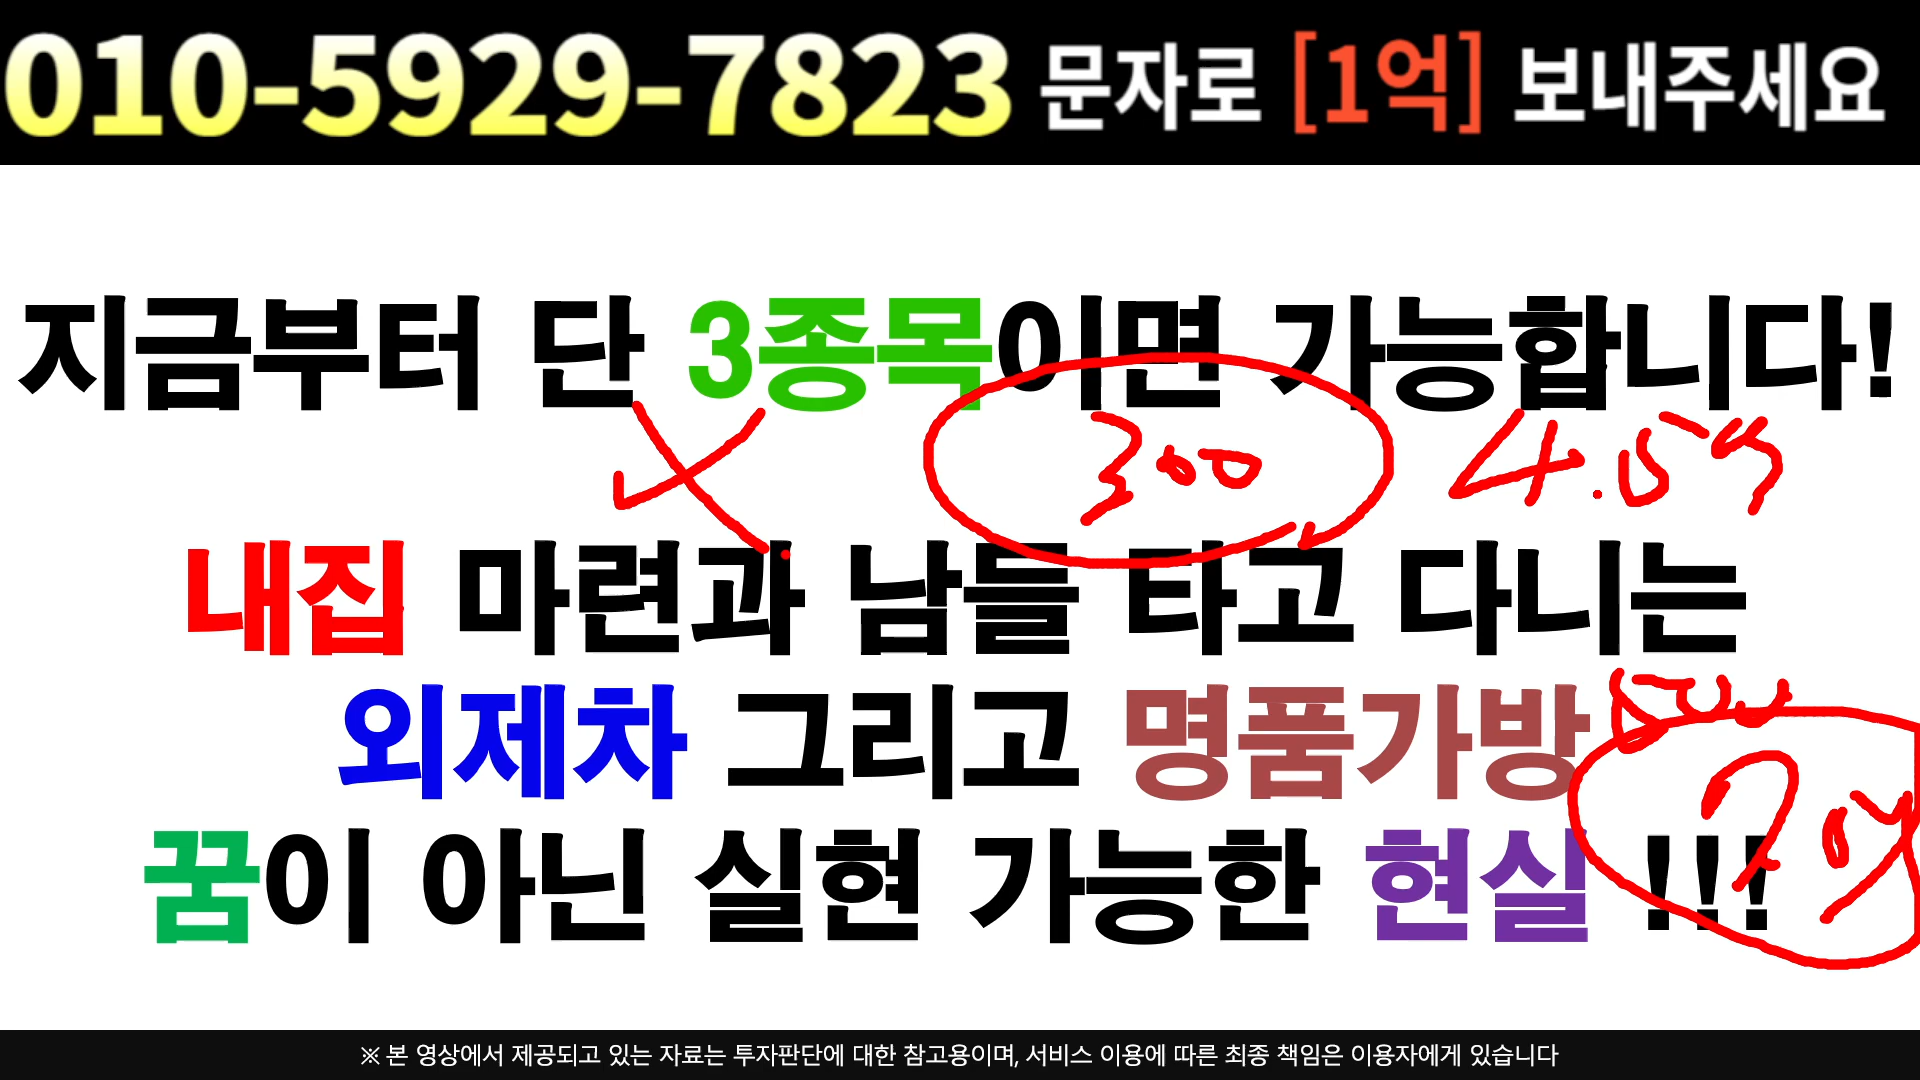 010-5929-7823 문자로 [1억] 보내주세요
지금부터 단 3종목이면 가능합니다!
300 4.5억
내집 마련과 남들 타고 다니는
외제차 그리고 명품가방
500
꿈이 아닌 실현 가능한 현실 !!!
※ 본 영상에서 제공되고 있는 자료는 투자판단에 대한 참고용이며, 서비스 이용에 따른 최종 책임은 이용자에게 있습니다